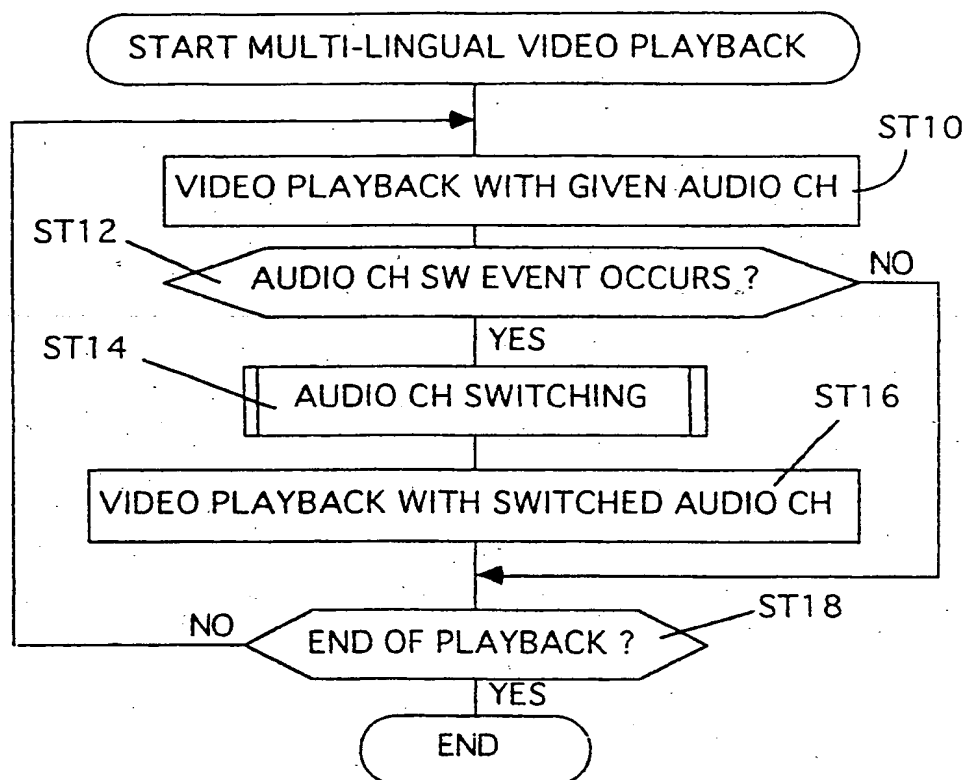 START MULTI-LINGUAL VIDEO PLAYBACK
ST10
VIDEO PLAYBACK WITH GIVEN AUDIO CH
ST12
AUDIO CH SW EVENT OCCURS ?
NO
YES
ST14
AUDIO CH SWITCHING
ST16
VIDEO PLAYBACK WITH SWITCHED AUDIO CH
ST18
NO
END OF PLAYBACK ?
YES
END